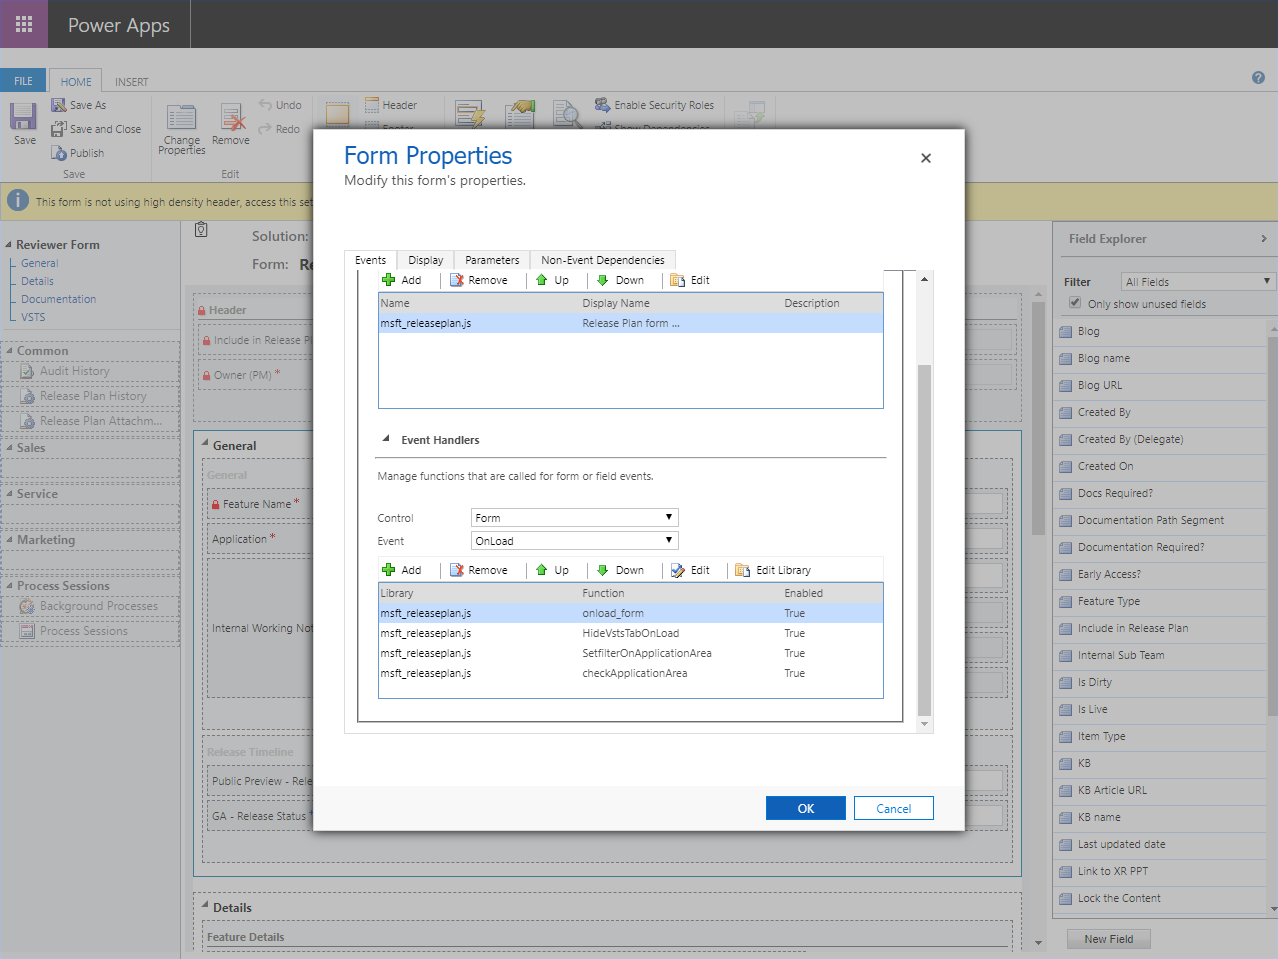 Power Apps
FILE
HOME
INSERT
Save
Save As
Save and Close
Publish
Save
Change
Properties
Remove
Undo
Redo
Edit
Header
Enable Security Roles
This form is not using high density header, access this set
Reviewer Form
General
Details
Documentation
VSTS
Common
Audit History
Release Plan History
Release Plan Attachm...
Sales
Service
Marketing
Process Sessions
Background Processes
Process Sessions
Solution:
Form: Re
Header
Include in Release Pl
Owner (PM) *
General
General
Feature Name *
Application *
Internal Working Not
Release Timeline
Public Preview - Rele
GA - Release Status
Details
Feature Details
Form Properties
Modify this form's properties.
Events
Display
Parameters
Non-Event Dependencies
Add
Remove
Up
Down
Edit
Name Display Name Description
msft_releaseplan.js Release Plan form ...
Event Handlers
Manage functions that are called for form or field events.
Control Form
Event OnLoad
Add
Remove
Up
Down
Edit
Edit Library
Library Function Enabled
msft_releaseplan.js onload_form True
msft_releaseplan.js HideVstsTabOnLoad True
msft_releaseplan.js SetfilterOnApplicationArea True
msft_releaseplan.js checkApplicationArea True
OK
Cancel
Field Explorer
Filter All Fields
Only show unused fields
Blog
Blog name
Blog URL
Created By
Created By (Delegate)
Created On
Docs Required?
Documentation Path Segment
Documentation Required?
Early Access?
Feature Type
Include in Release Plan
Internal Sub Team
Is Dirty
Is Live
Item Type
KB
KB Article URL
KB name
Last updated date
Link to XR PPT
Lock the Content
New Field